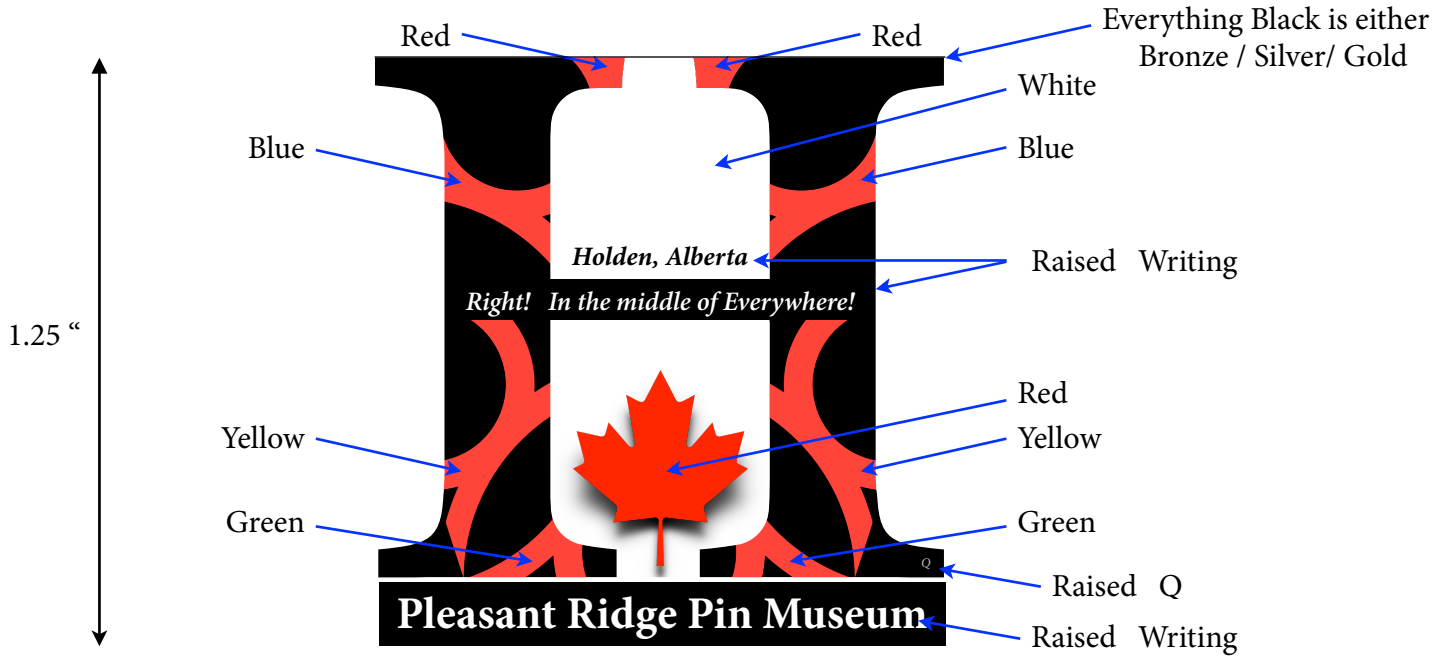 Red
Red
Everything Black is either
Bronze / Silver/ Gold
White
Blue
Blue
Holden, Alberta
Raised Writing
Right! In the middle of Everywhere!
1.25 “
Red
Yellow
Yellow
Green
Green
Q
Raised Q
Pleasant Ridge Pin Museum
Raised Writing